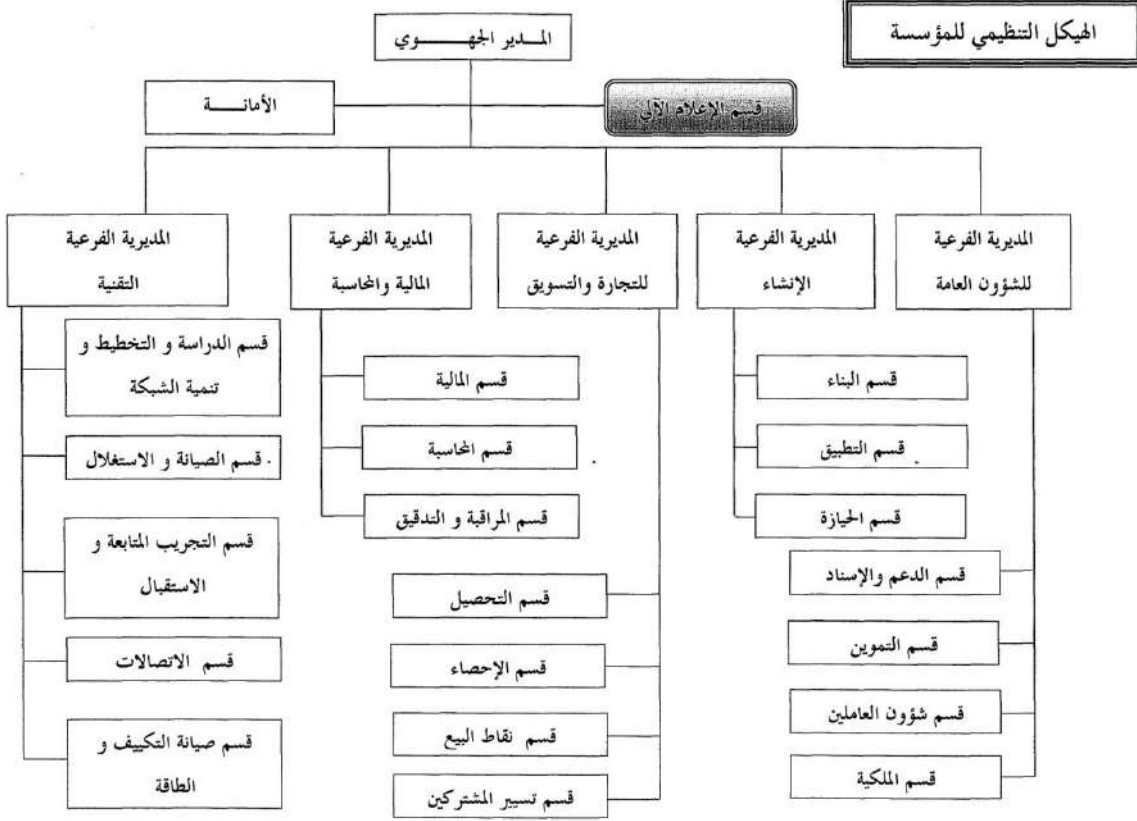 الهيكل التنظيمي للمؤسسة
المـــدير الجهـــــــوي
قسم الإعلام الآلي
الأمانـــــة
المديرية الفرعية
للشؤون العامة
المديرية الفرعية
الإنشاء
المديرية الفرعية
للتجارة والتسويق
المديرية الفرعية
المالية والمحاسبة
المديرية الفرعية
التقنية
قسم الدعم والإسناد
قسم التموين
قسم شؤون العاملين
قسم الملكية
قسم البناء
قسم التطبيق
قسم الحيازة
قسم التحصيل
قسم الإحصاء
قسم نقاط البيع
قسم تسيير المشتركين
قسم المالية
قسم المحاسبة
قسم المراقبة و التدقيق
قسم الدراسة و التخطيط و
تنمية الشبكة
قسم الصيانة و الاستغلال
قسم التجريب المتابعة و
الاستقبال
قسم الاتصالات
قسم صيانة التكييف و
الطاقة